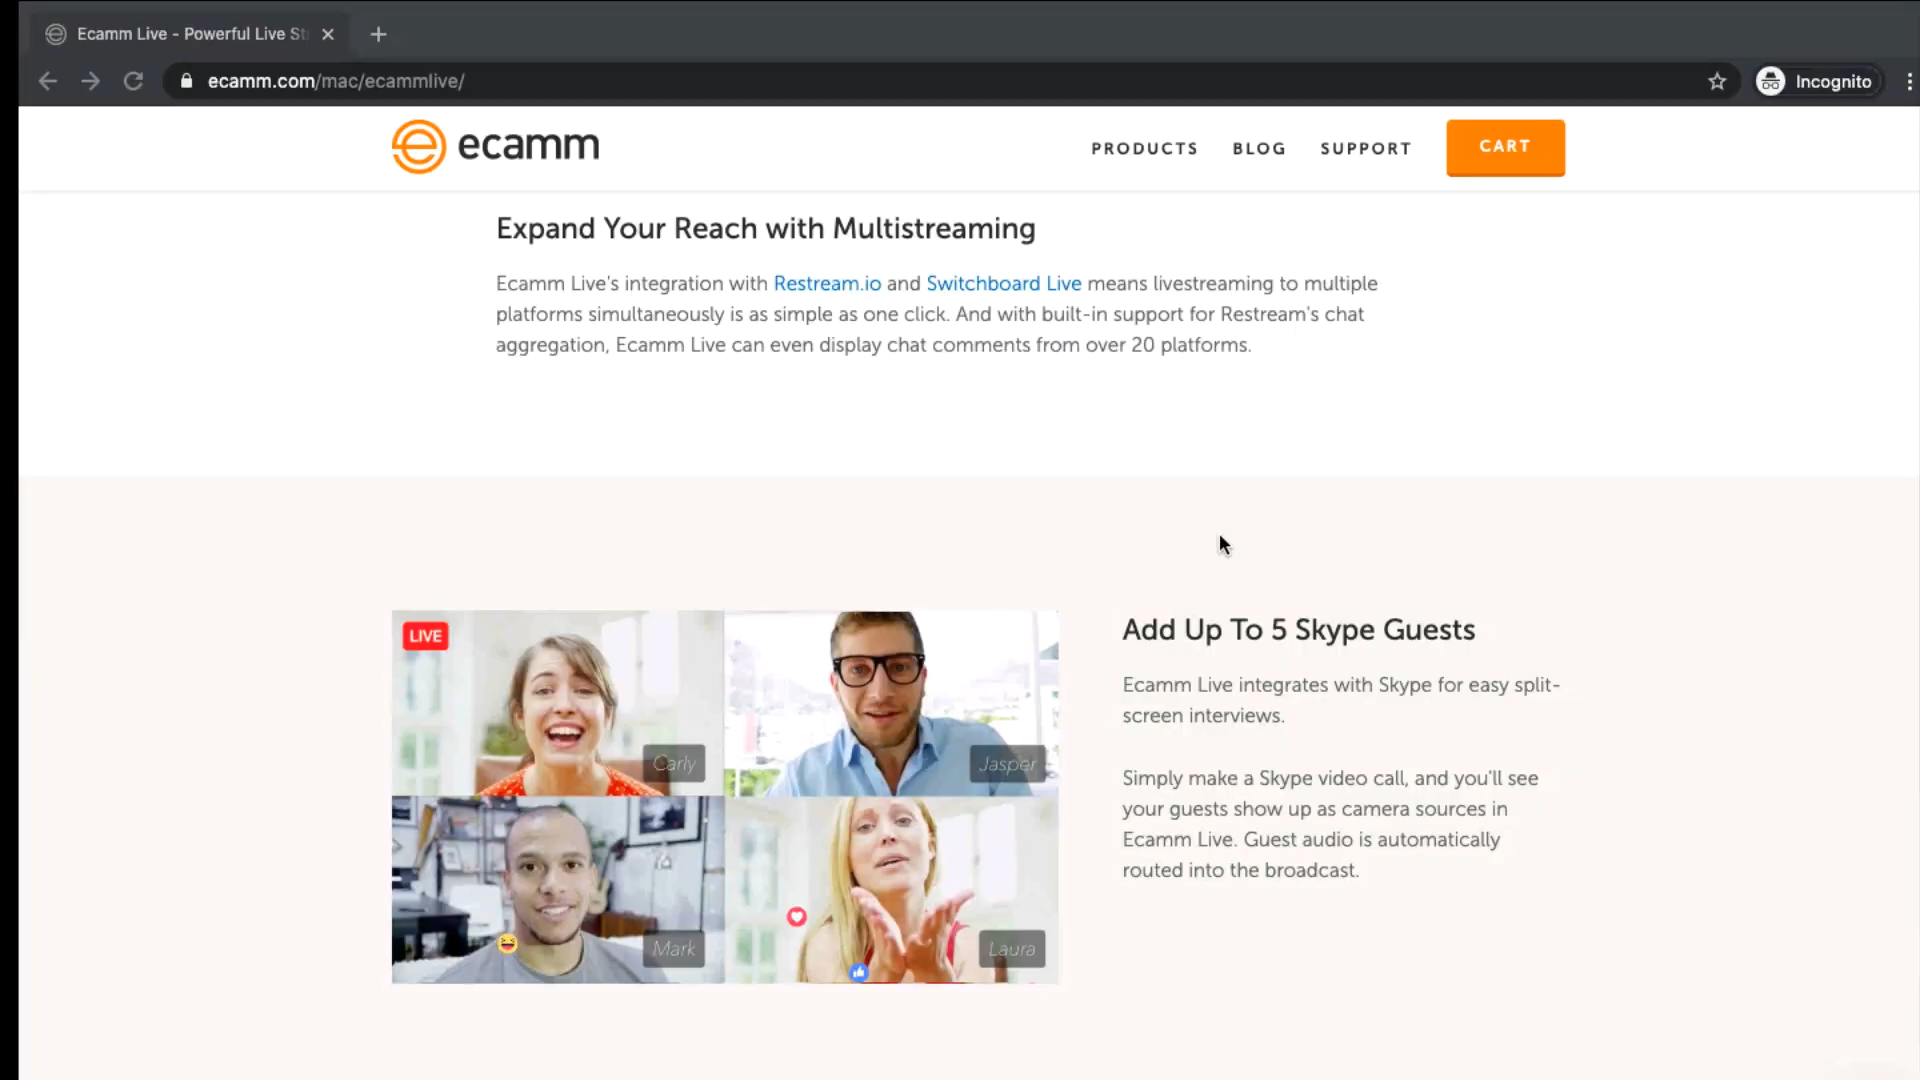 Ecamm Live - Powerful Live St
ecamm.com/mac/ecammlive/
Incognito
ecamm
PRODUCTS
BLOG
SUPPORT
CART
Expand Your Reach with Multistreaming
Ecamm Live's integration with Restream.io and Switchboard Live means livestreaming to multiple
platforms simultaneously is as simple as one click. And with built-in support for Restream's chat
aggregation, Ecamm Live can even display chat comments from over 20 platforms.
LIVE
Carly
Jasper
Mark
Laura
Add Up To 5 Skype Guests
Ecamm Live integrates with Skype for easy split-
screen interviews.
Simply make a Skype video call, and you'll see
your guests show up as camera sources in
Ecamm Live. Guest audio is automatically
routed into the broadcast.